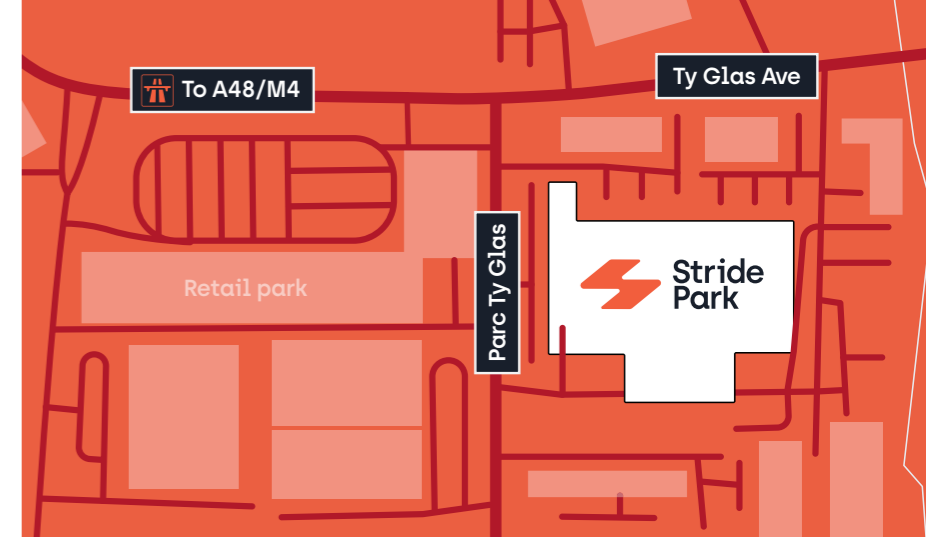 To A48/M4
Ty Glas Ave
Parc Ty Glas
Stride
Park
Retail park